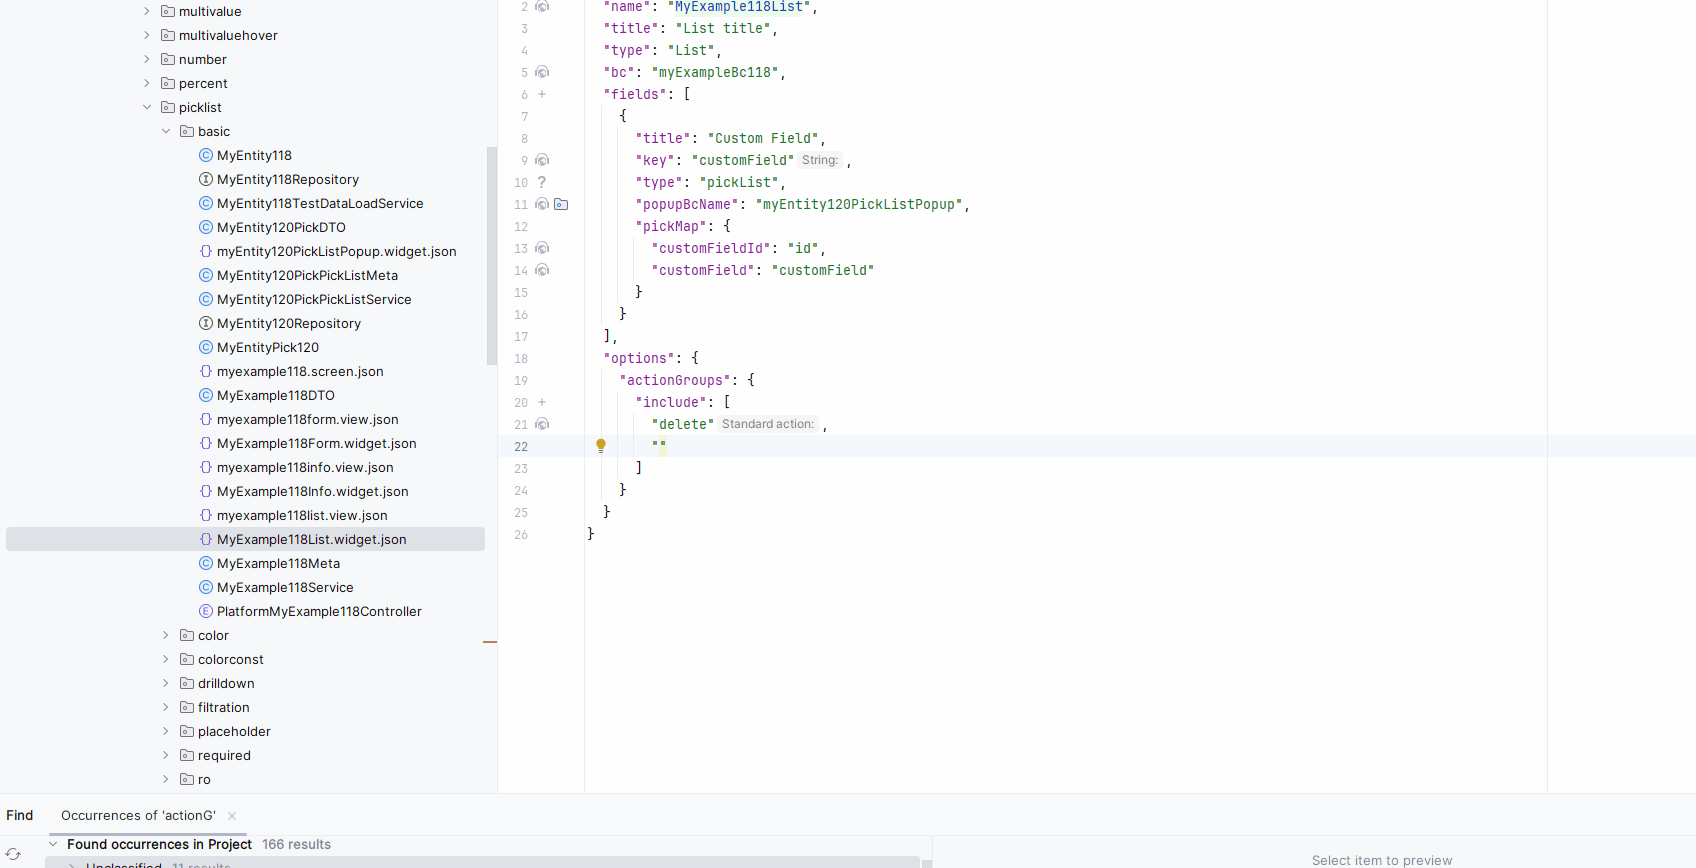 multivalue
multivaluehover
number
percent
picklist
basic
MyEntity118
MyEntity118Repository
MyEntity118TestDataLoadService
MyEntity120PickDTO
myEntity120PickListPopup.widget.json
MyEntity120PickPickListMeta
MyEntity120PickPickListService
MyEntity120Repository
MyEntityPick120
myexample118.screen.json
MyExample118DTO
myexample118form.view.json
MyExample118Form.widget.json
myexample118info.view.json
MyExample118Info.widget.json
myexample118list.view.json
MyExample118List.widget.json
MyExample118Meta
MyExample118Service
PlatformMyExample118Controller
color
colorconst
drilldown
filtration
placeholder
required
ro
2 "name": "MyExample118List",
3 "title": "List title",
4 "type": "List",
5 "bc": "myExampleBc118",
6 "fields": [
7 {
8 "title": "Custom Field",
9 "key": "customField" String: ,
10 "type": "pickList",
11 "popupBcName": "myEntity120PickListPopup",
12 "pickMap": {
13 "customFieldId": "id",
14 "customField": "customField"
15 }
16 }
17 ],
18 "options": {
19 "actionGroups": {
20 "include": [
21 "delete" Standard action: ,
22 ""
23 ]
24 }
25 }
26 }
Find Occurrences of 'actionG' ×
Found occurrences in Project 166 results
Unclassified 11 results
Select item to preview